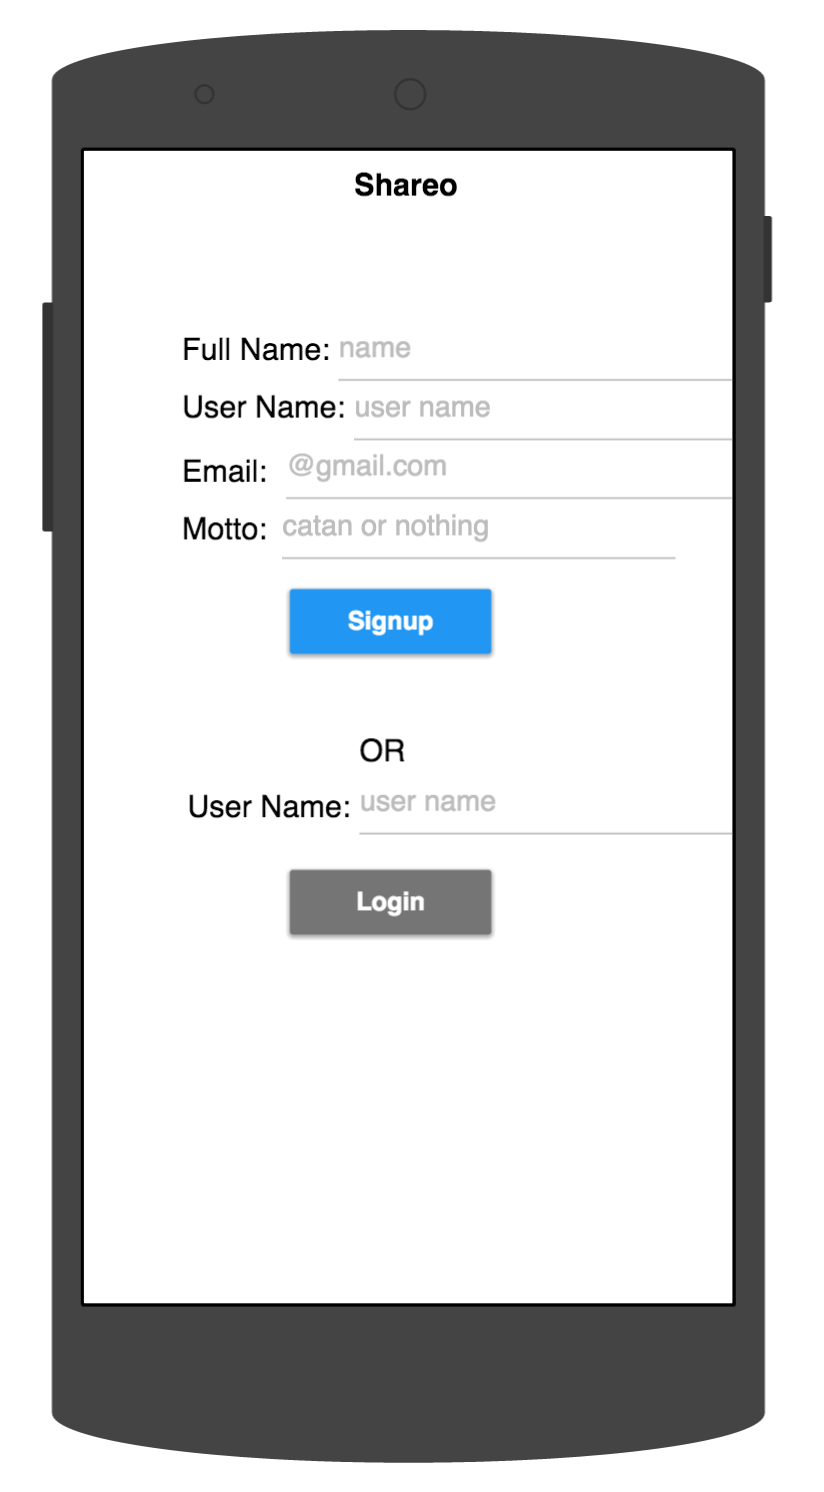 Shareo
Full Name: name
User Name: user name
Email: @gmail.com
Motto: catan or nothing
Signup
OR
User Name: user name
Login